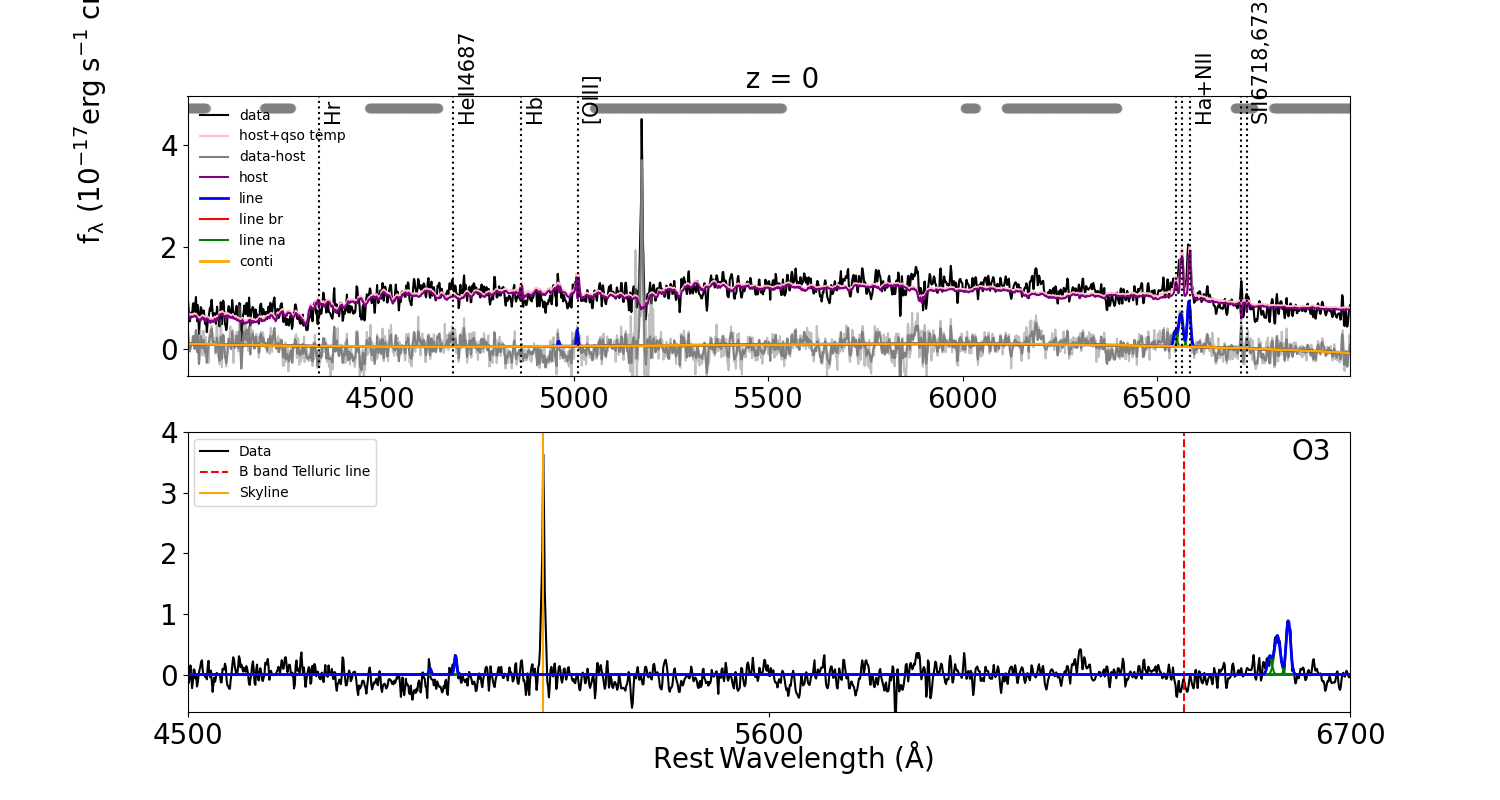 z = 0
f_λ (10^−17 erg s^−1 c
Hr
HeII4687
Hb
[OIII]
Ha+NII
SII6718,673
data
host+qso temp
data-host
host
line
line br
line na
conti
4
2
0
4500
5000
5500
6000
6500
O3
Data
B band Telluric line
Skyline
4
3
2
1
0
4500
5600
6700
Rest Wavelength (Å)